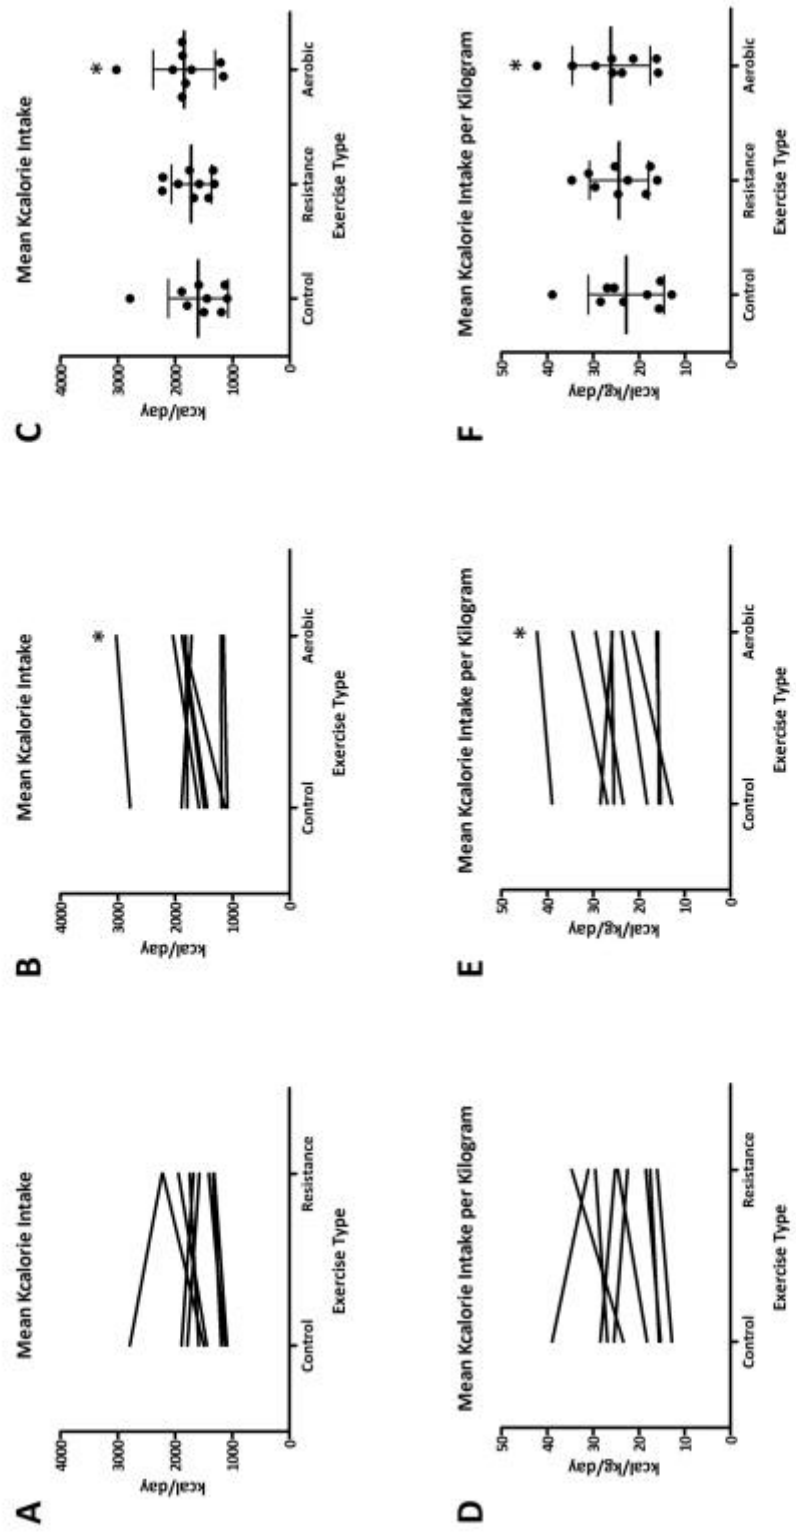 A
Mean Kcalorie Intake
kcal/day
4000
3000
2000
1000
0
Control
Resistance
Exercise Type
B
Mean Kcalorie Intake
*
kcal/day
4000
3000
2000
1000
0
Control
Aerobic
Exercise Type
C
Mean Kcalorie Intake
*
kcal/day
4000
3000
2000
1000
0
Control
Resistance
Aerobic
Exercise Type
D
Mean Kcalorie Intake per Kilogram
kcal/kg/day
50
40
30
20
10
0
Control
Resistance
Exercise Type
E
Mean Kcalorie Intake per Kilogram
*
kcal/kg/day
50
40
30
20
10
0
Control
Aerobic
Exercise Type
F
Mean Kcalorie Intake per Kilogram
*
kcal/kg/day
50
40
30
20
10
0
Control
Resistance
Aerobic
Exercise Type